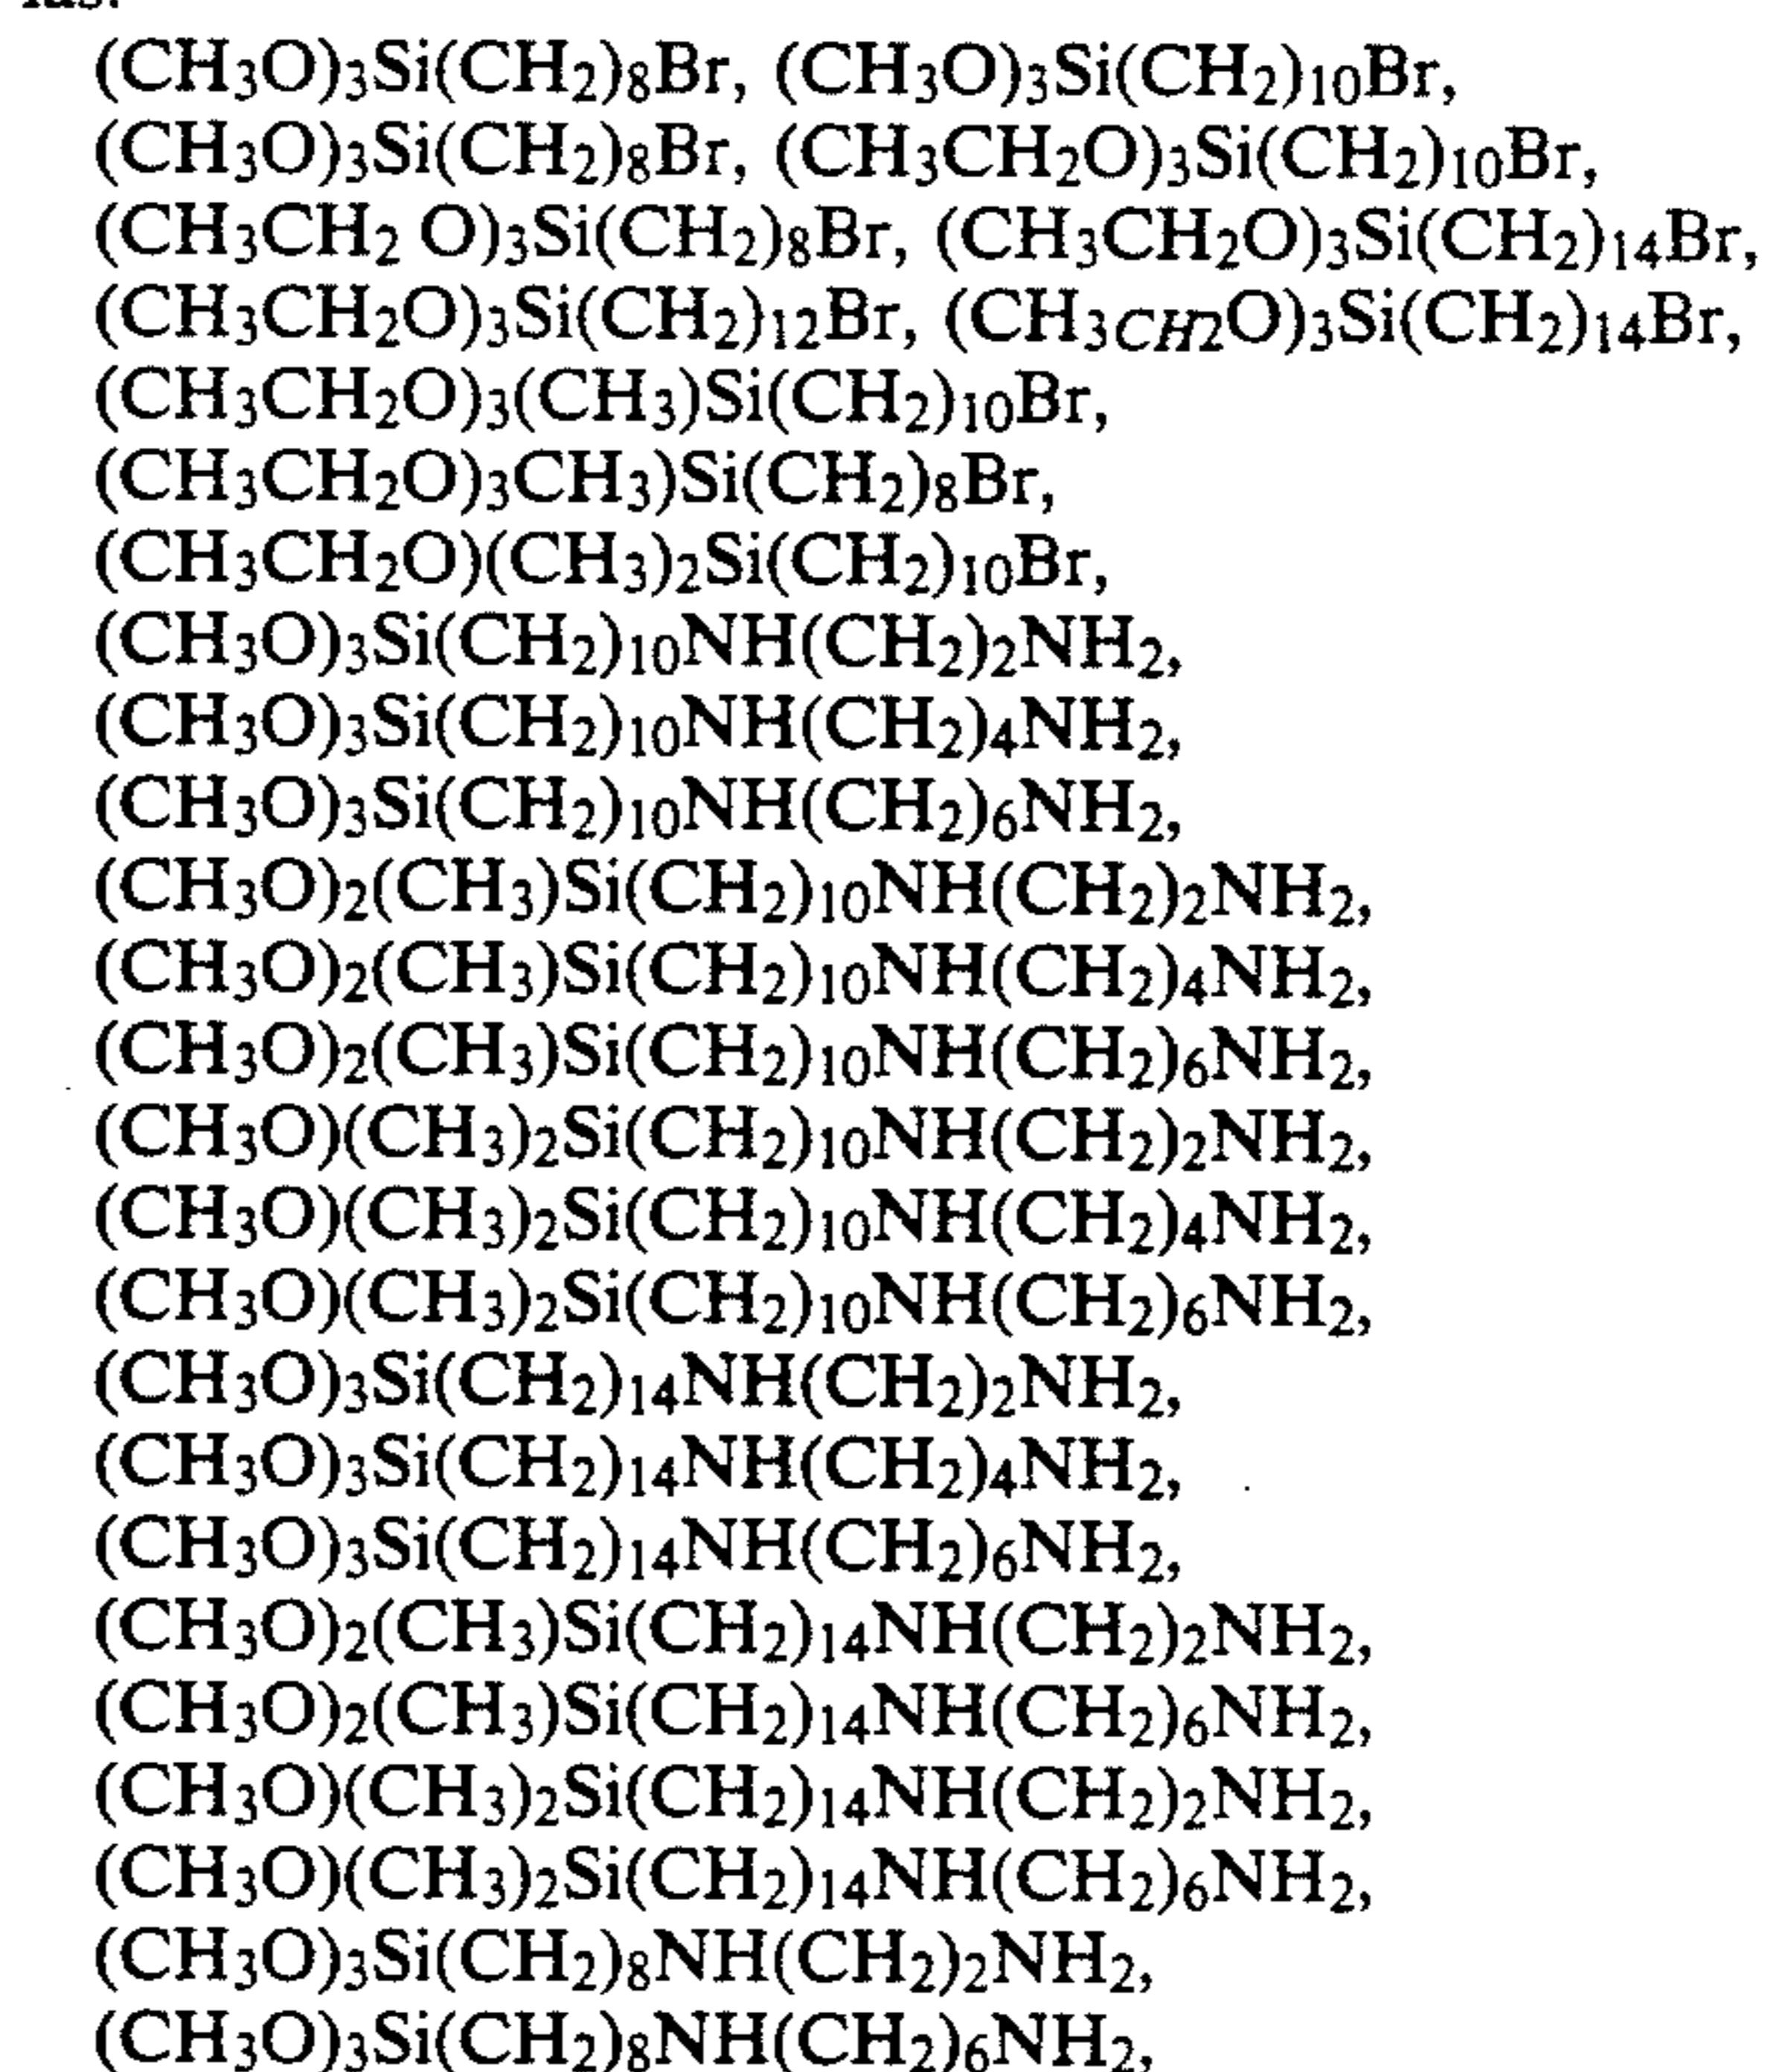 (CH₃O)₃Si(CH₂)₈Br, (CH₃O)₃Si(CH₂)₁₀Br,
(CH₃O)₃Si(CH₂)₈Br, (CH₃CH₂O)₃Si(CH₂)₁₀Br,
(CH₃CH₂ O)₃Si(CH₂)₈Br, (CH₃CH₂O)₃Si(CH₂)₁₄Br,
(CH₃CH₂O)₃Si(CH₂)₁₂Br, (CH₃CH2O)₃Si(CH₂)₁₄Br,
(CH₃CH₂O)₃(CH₃)Si(CH₂)₁₀Br,
(CH₃CH₂O)₃CH₃)Si(CH₂)₈Br,
(CH₃CH₂O)(CH₃)₂Si(CH₂)₁₀Br,
(CH₃O)₃Si(CH₂)₁₀NH(CH₂)₂NH₂,
(CH₃O)₃Si(CH₂)₁₀NH(CH₂)₄NH₂,
(CH₃O)₃Si(CH₂)₁₀NH(CH₂)₆NH₂,
(CH₃O)₂(CH₃)Si(CH₂)₁₀NH(CH₂)₂NH₂,
(CH₃O)₂(CH₃)Si(CH₂)₁₀NH(CH₂)₄NH₂,
(CH₃O)₂(CH₃)Si(CH₂)₁₀NH(CH₂)₆NH₂,
(CH₃O)(CH₃)₂Si(CH₂)₁₀NH(CH₂)₂NH₂,
(CH₃O)(CH₃)₂Si(CH₂)₁₀NH(CH₂)₄NH₂,
(CH₃O)(CH₃)₂Si(CH₂)₁₀NH(CH₂)₆NH₂,
(CH₃O)₃Si(CH₂)₁₄NH(CH₂)₂NH₂,
(CH₃O)₃Si(CH₂)₁₄NH(CH₂)₄NH₂,
(CH₃O)₃Si(CH₂)₁₄NH(CH₂)₆NH₂,
(CH₃O)₂(CH₃)Si(CH₂)₁₄NH(CH₂)₂NH₂,
(CH₃O)₂(CH₃)Si(CH₂)₁₄NH(CH₂)₆NH₂,
(CH₃O)(CH₃)₂Si(CH₂)₁₄NH(CH₂)₂NH₂,
(CH₃O)(CH₃)₂Si(CH₂)₁₄NH(CH₂)₆NH₂,
(CH₃O)₃Si(CH₂)₈NH(CH₂)₂NH₂,
(CH₃O)₃Si(CH₂)₈NH(CH₂)₆NH₂,